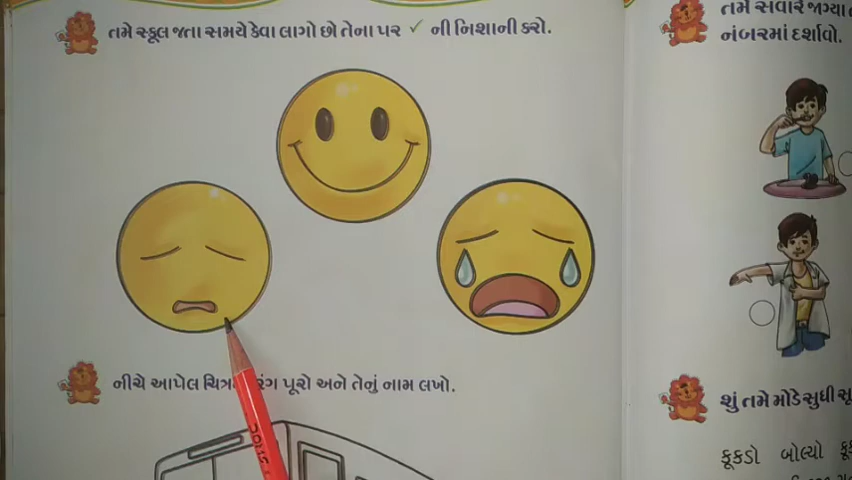 તમે સ્કૂલ જતા સમયે કેવા લાગો છો તેના પર ✓ ની નિશાની કરો.
નીચે આપેલ રંગ પૂરો અને તેનું નામ લખો.
તમે સવારે જાગ્યા
નંબરમાં દર્શાવો.
શું તમે મોડે સુધી
કૂકડો બોલ્યો